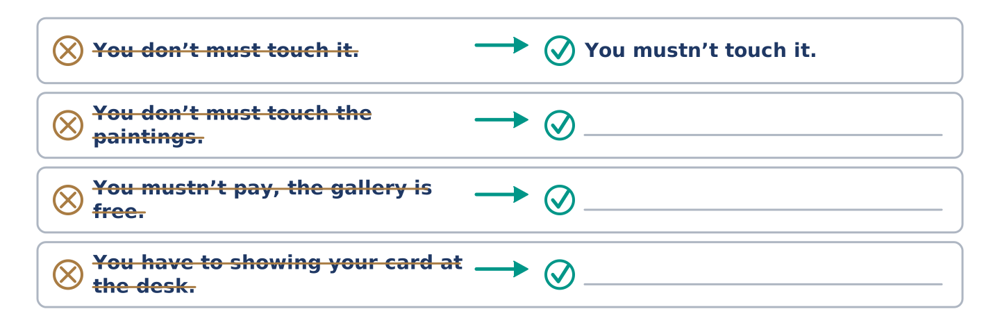 You don’t must touch it.
You mustn’t touch it.
You don’t must touch the
paintings.
You mustn’t pay, the gallery is
free.
You have to showing your card at
the desk.